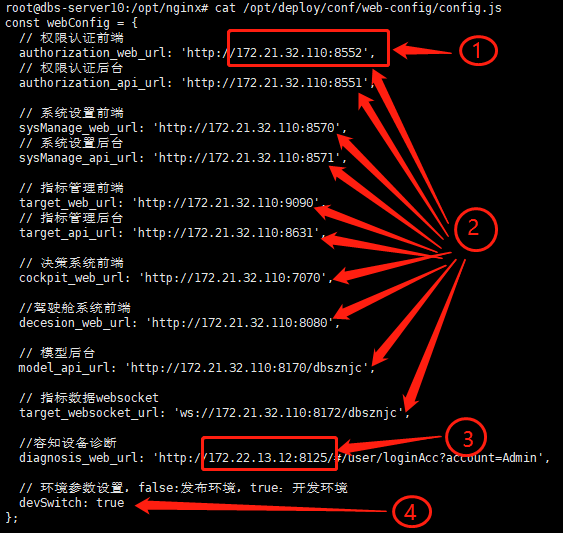 root@dbs-server10:/opt/nginx# cat /opt/deploy/conf/web-config/config.js
const webConfig = {
// 权限认证前端
authorization_web_url: 'http://172.21.32.110:8552',
// 权限认证后台
authorization_api_url: 'http://172.21.32.110:8551',
// 系统设置前端
sysManage_web_url: 'http://172.21.32.110:8570',
// 系统设置后台
sysManage_api_url: 'http://172.21.32.110:8571',
// 指标管理前端
target_web_url: 'http://172.21.32.110:9090',
// 指标管理后台
target_api_url: 'http://172.21.32.110:8631',
// 决策系统前端
cockpit_web_url: 'http://172.21.32.110:7070',
//驾驶舱系统前端
decesion_web_url: 'http://172.21.32.110:8080',
// 模型后台
model_api_url: 'http://172.21.32.110:8170/dbsznjc',
// 指标数据websocket
target_websocket_url: 'ws://172.21.32.110:8172/dbsznjc',
//容知设备诊断
diagnosis_web_url: 'http://172.22.13.12:8125/#/user/loginAcc?account=Admin',
// 环境参数设置，false:发布环境，true：开发环境
devSwitch: true
};
1
2
3
4